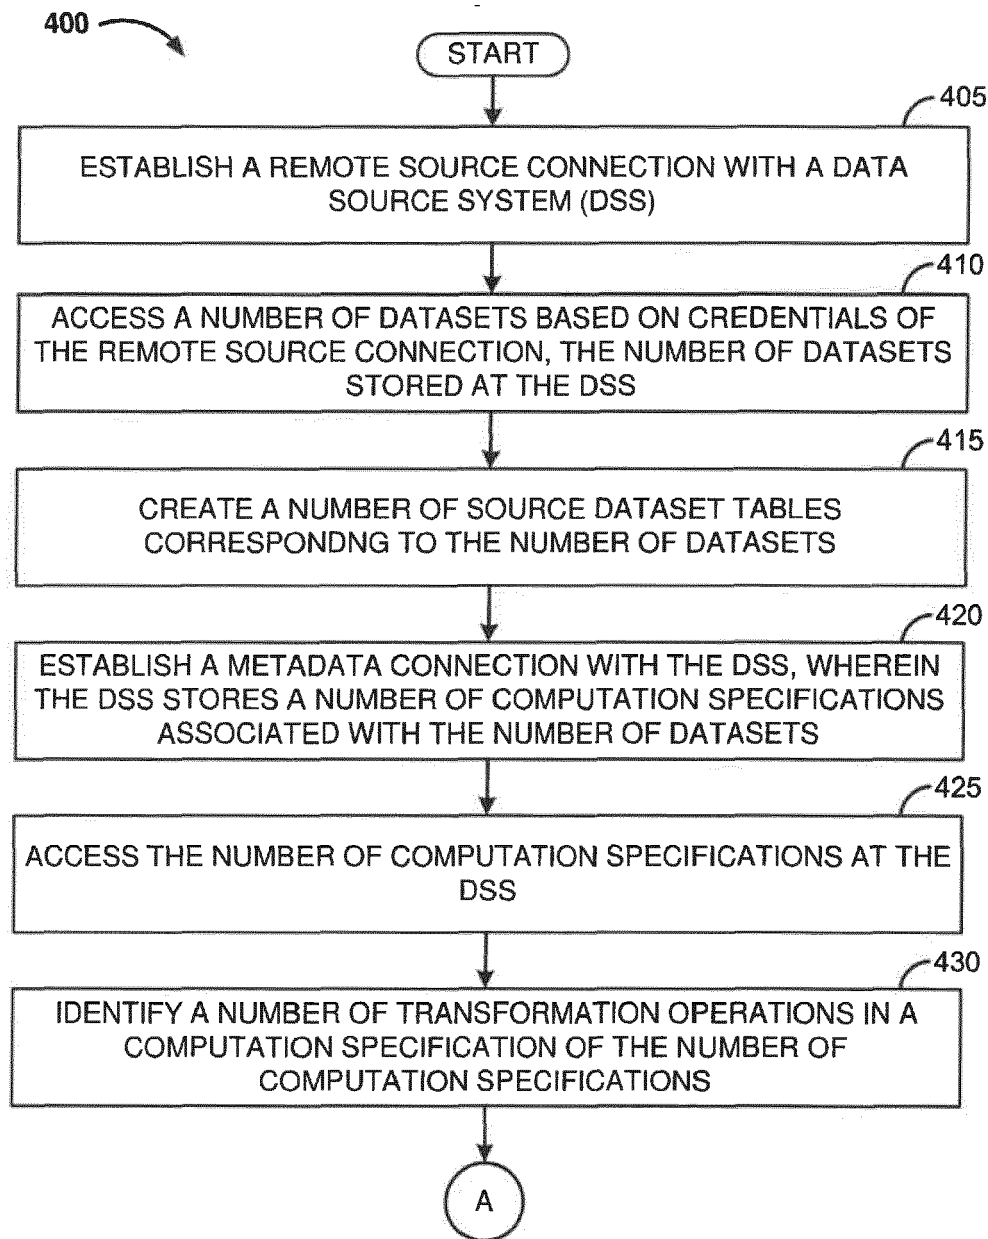 400
START
405
ESTABLISH A REMOTE SOURCE CONNECTION WITH A DATA
SOURCE SYSTEM (DSS)
410
ACCESS A NUMBER OF DATASETS BASED ON CREDENTIALS OF
THE REMOTE SOURCE CONNECTION, THE NUMBER OF DATASETS
STORED AT THE DSS
415
CREATE A NUMBER OF SOURCE DATASET TABLES
CORRESPONDNG TO THE NUMBER OF DATASETS
420
ESTABLISH A METADATA CONNECTION WITH THE DSS, WHEREIN
THE DSS STORES A NUMBER OF COMPUTATION SPECIFICATIONS
ASSOCIATED WITH THE NUMBER OF DATASETS
425
ACCESS THE NUMBER OF COMPUTATION SPECIFICATIONS AT THE
DSS
430
IDENTIFY A NUMBER OF TRANSFORMATION OPERATIONS IN A
COMPUTATION SPECIFICATION OF THE NUMBER OF
COMPUTATION SPECIFICATIONS
A